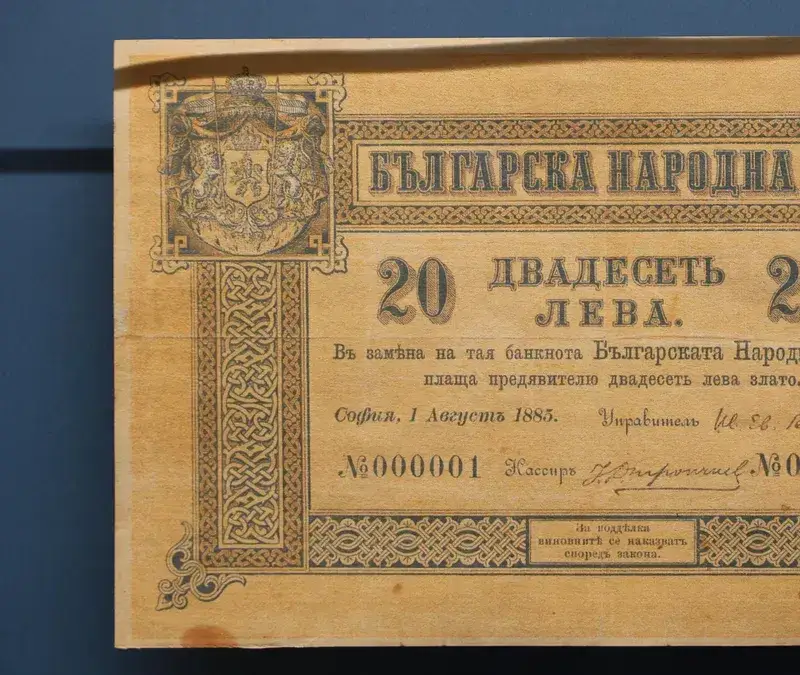 БЪЛГАРСКА НАРОДНА
20 ДВАДЕСЕТЬ 2
ЛЕВА.
Въ замѣна на тая банкнота Българската Народ
плаща предявителю двадесеть лева злато.
София, 1 Августъ 1885. Управитель
№000001 Кассиръ №0
За поддѣлка
виновнитѣ се наказватъ
споредъ закона.